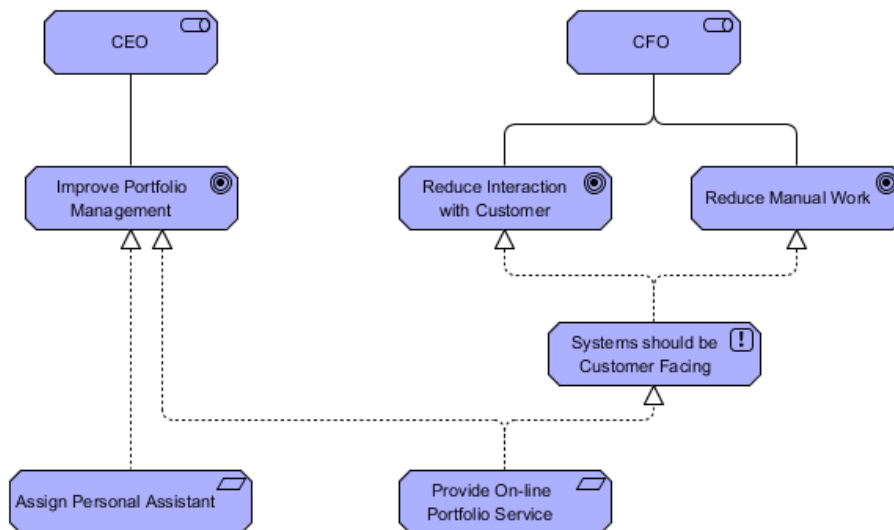 CEO
CFO
Improve Portfolio
Management
Reduce Interaction
with Customer
Reduce Manual Work
Systems should be
Customer Facing
!
Assign Personal Assistant
Provide On-line
Portfolio Service